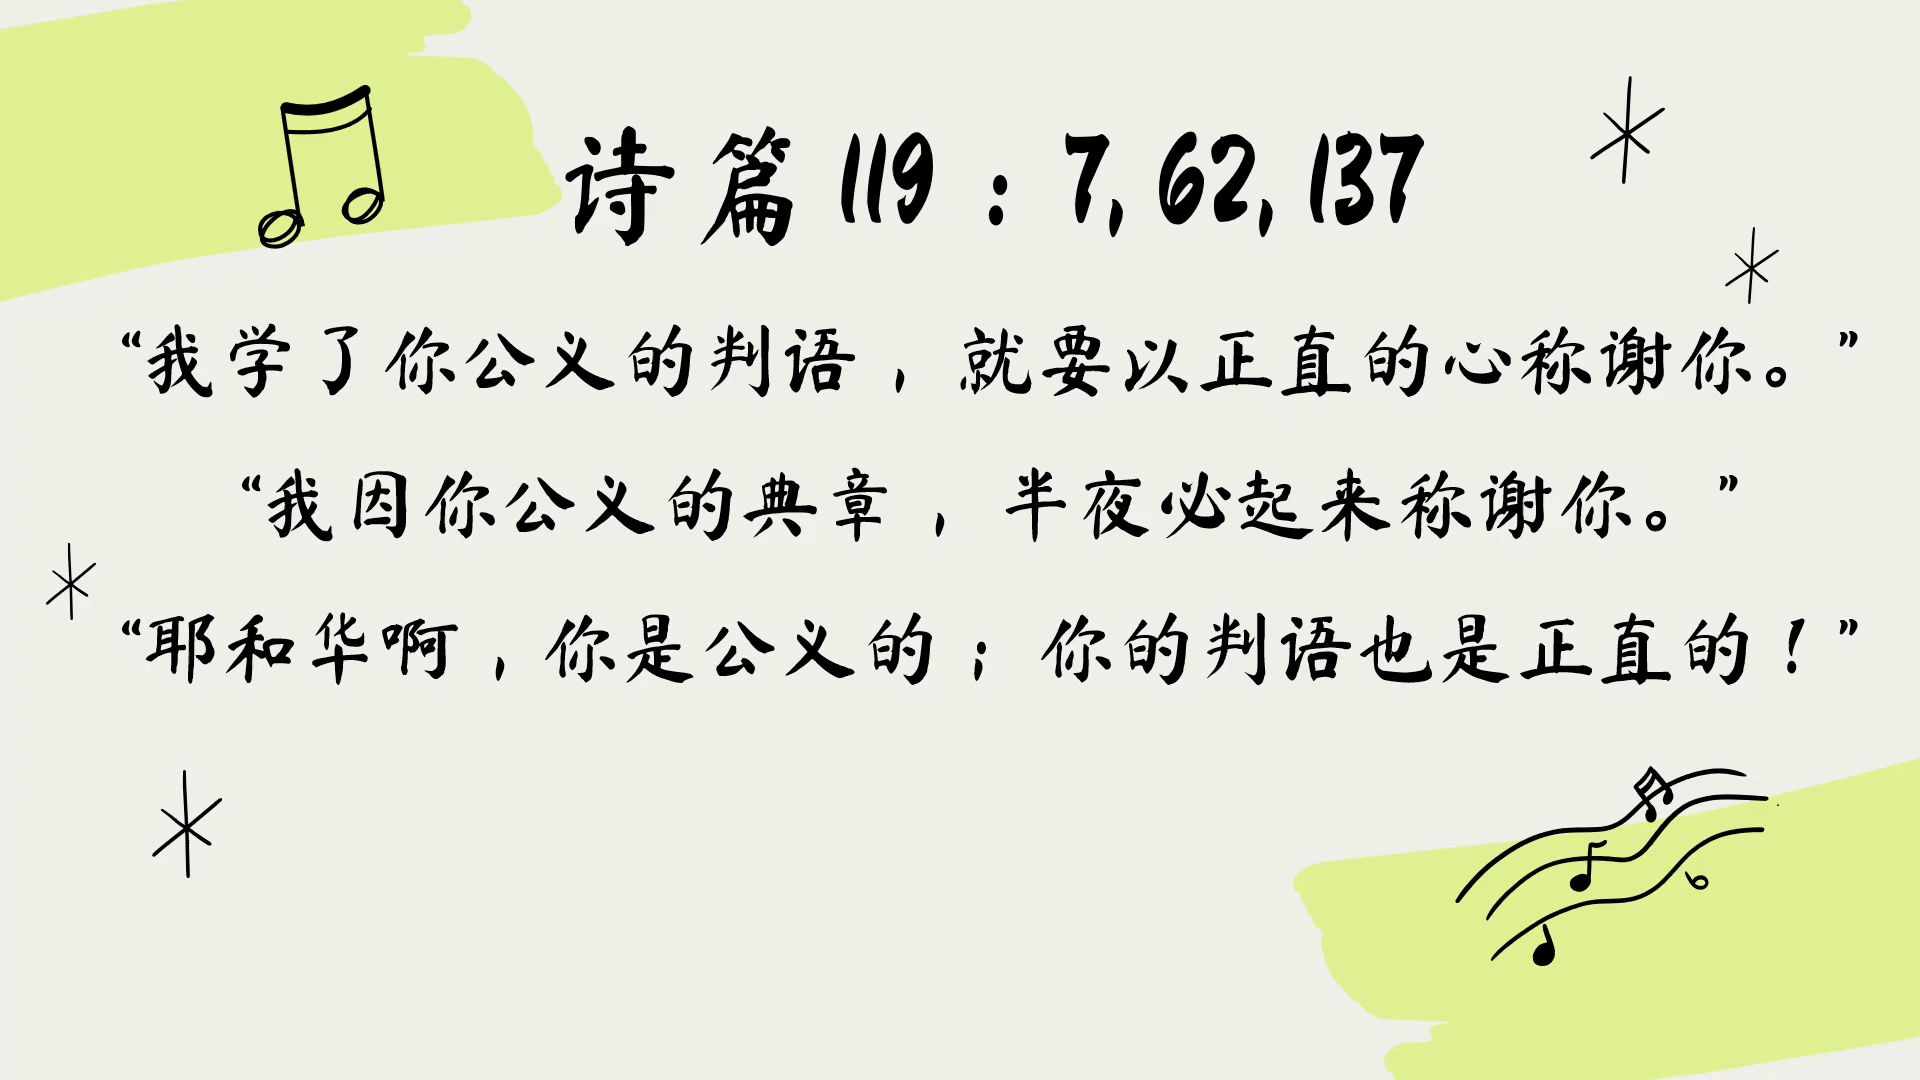 诗篇119：7, 62, 137
“我学了你公义的判语，就要以正直的心称谢你。”
“我因你公义的典章，半夜必起来称谢你。”
“耶和华啊，你是公义的；你的判语也是正直的！”